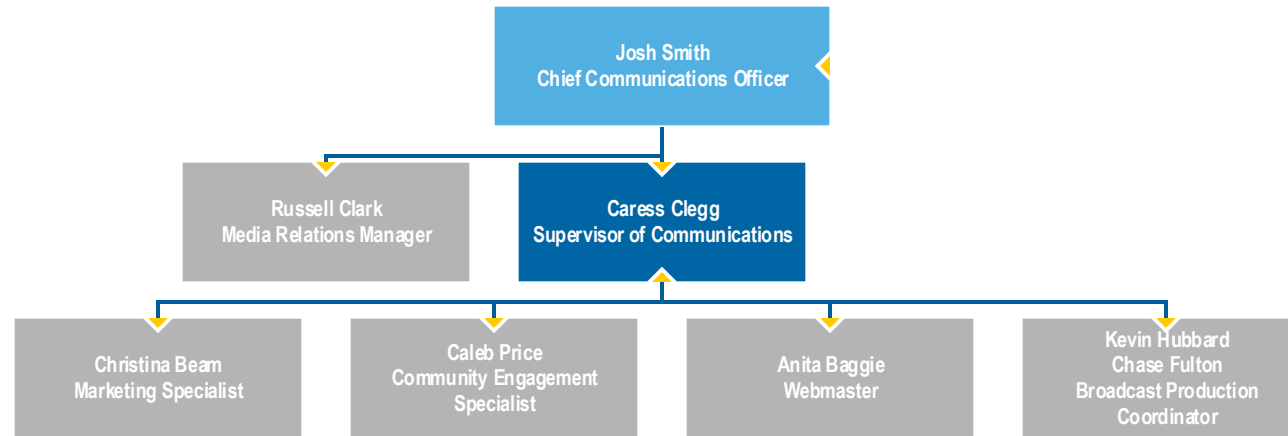 Josh Smith
Chief Communications Officer
Russell Clark
Media Relations Manager
Caress Clegg
Supervisor of Communications
Christina Beam
Marketing Specialist
Caleb Price
Community Engagement
Specialist
Anita Baggie
Webmaster
Kevin Hubbard
Chase Fulton
Broadcast Production
Coordinator